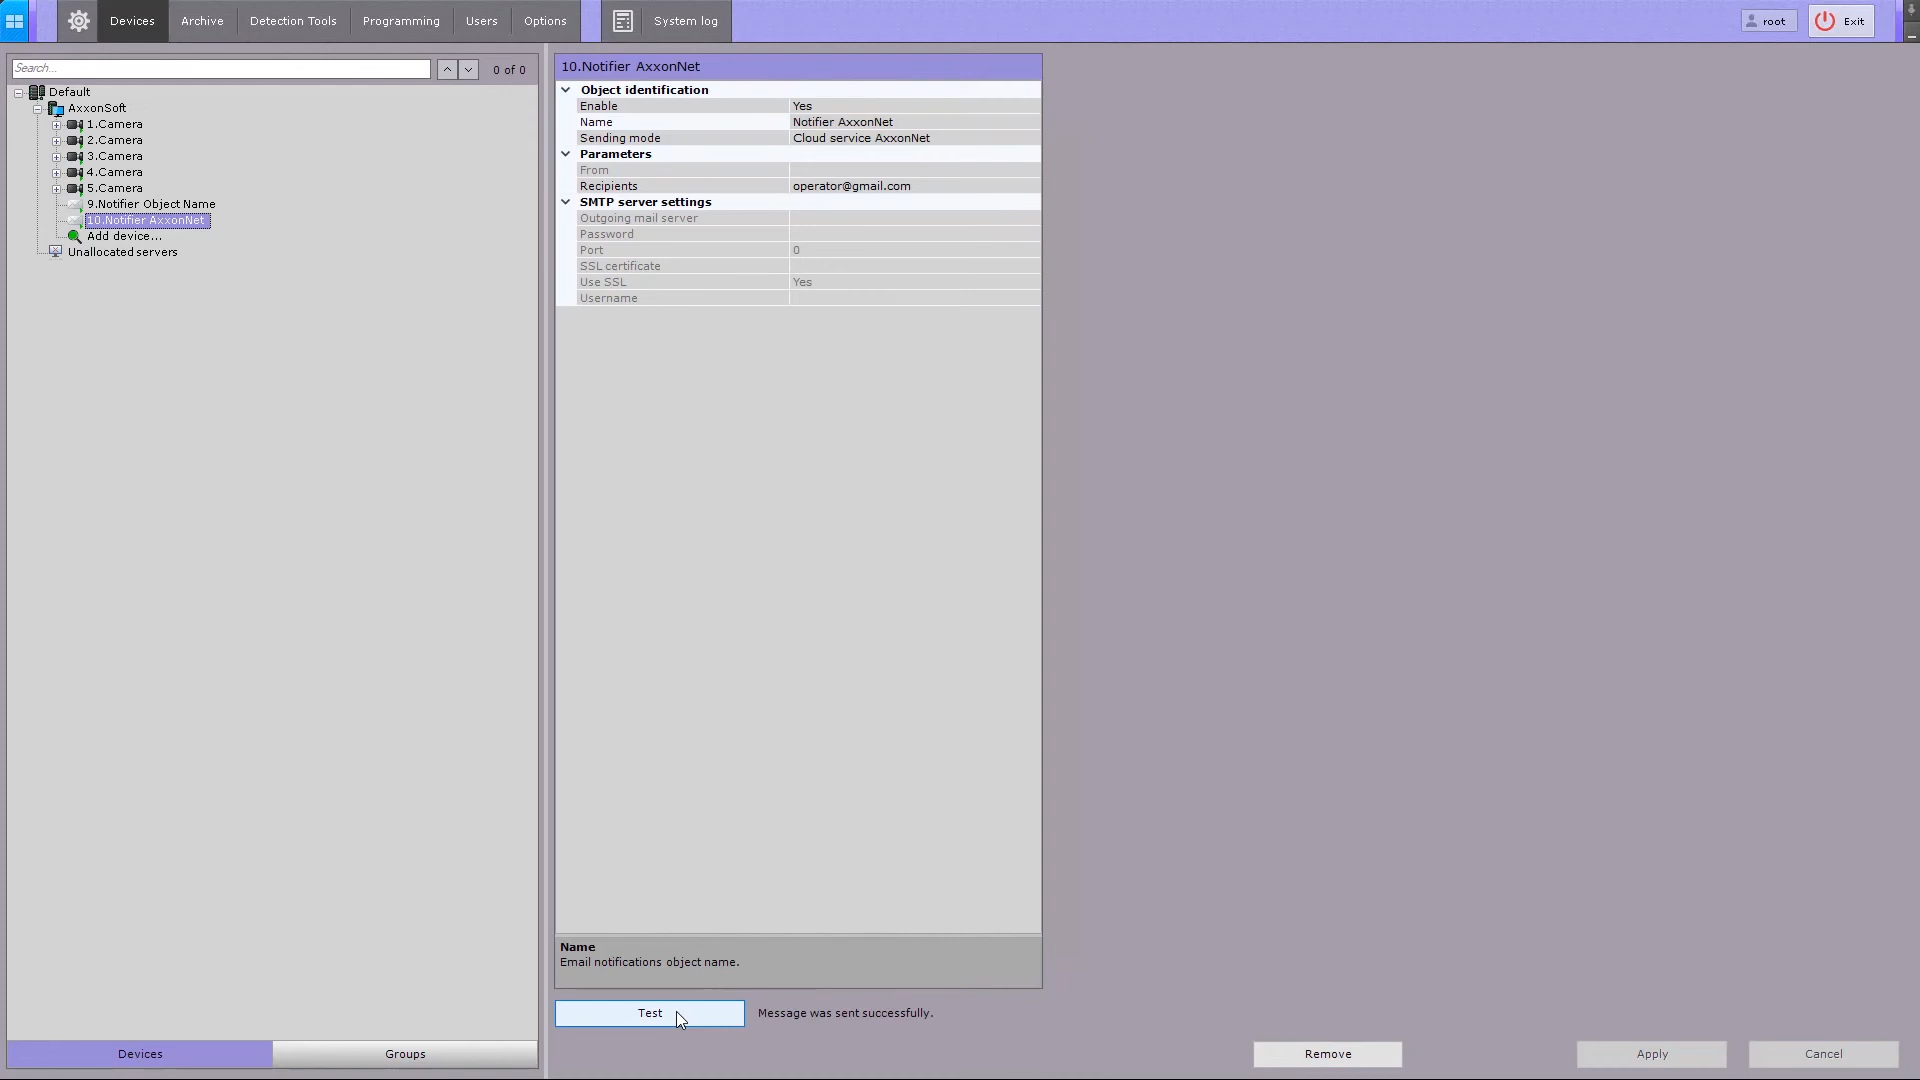 Devices
Archive
Detection Tools
Programming
Users
Options
System log
root
Exit
Search...
0 of 0
Default
AxxonSoft
1.Camera
2.Camera
3.Camera
4.Camera
5.Camera
9.Notifier Object Name
10.Notifier AxxonNet
Add device...
Unallocated servers
Devices
Groups
10.Notifier AxxonNet
Object identification
Enable Yes
Name Notifier AxxonNet
Sending mode Cloud service AxxonNet
Parameters
From
Recipients operator@gmail.com
SMTP server settings
Outgoing mail server
Password
Port 0
SSL certificate
Use SSL Yes
Username
Name
Email notifications object name.
Test
Message was sent successfully.
Remove
Apply
Cancel